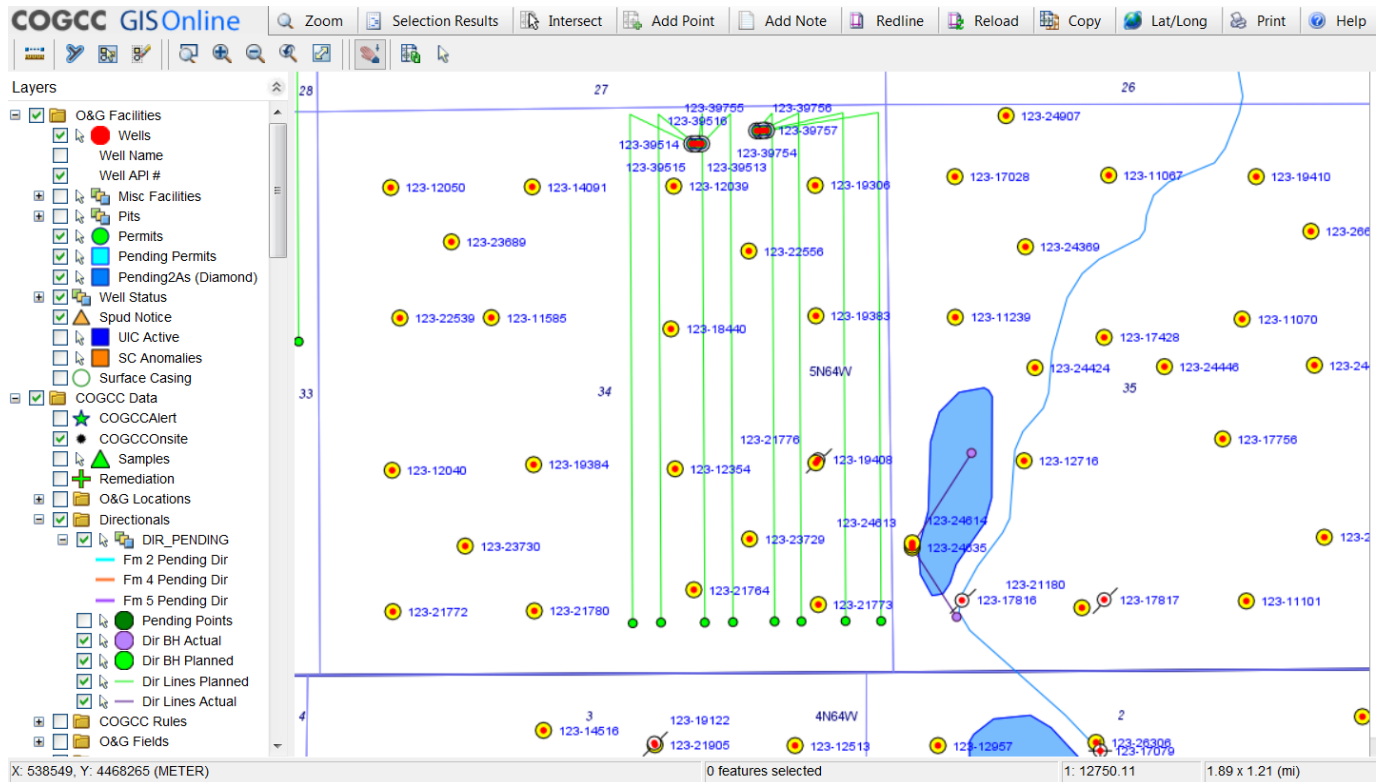 COGCC GISOnline
Zoom
Selection Results
Intersect
Add Point
Add Note
Redline
Reload
Copy
Lat/Long
Print
Help
Layers
O&G Facilities
Wells
Well Name
Well API #
Misc Facilities
Pits
Permits
Pending Permits
Pending2As (Diamond)
Well Status
Spud Notice
UIC Active
SC Anomalies
Surface Casing
COGCC Data
COGCCAlert
COGCCOnsite
Samples
Remediation
O&G Locations
Directionals
DIR_PENDING
Fm 2 Pending Dir
Fm 4 Pending Dir
Fm 5 Pending Dir
Pending Points
Dir BH Actual
Dir BH Planned
Dir Lines Planned
Dir Lines Actual
COGCC Rules
O&G Fields
28
27
26
123-39755
123-39756
123-24907
123-39516
123-39757
123-39514
123-39754
123-39515
123-39513
123-12050
123-14091
123-12039
123-19306
123-17028
123-11067
123-19410
123-23689
123-22556
123-24369
123-266
123-22539
123-11585
123-18440
123-19383
123-11239
123-17428
123-11070
5N64W
123-24424
123-24446
123-24
33
34
35
123-21776
123-17756
123-12040
123-19384
123-12354
123-19408
123-12716
123-24613
123-24614
123-23730
123-23729
123-24635
123-2
123-21764
123-21180
123-21772
123-21780
123-21773
123-17816
123-17817
123-11101
4
3
4N64W
2
123-14516
123-19122
123-21905
123-12513
123-12957
123-26306
123-17079
X: 538549, Y: 4468265 (METER)
0 features selected
1: 12750.11
1.89 x 1.21 (mi)